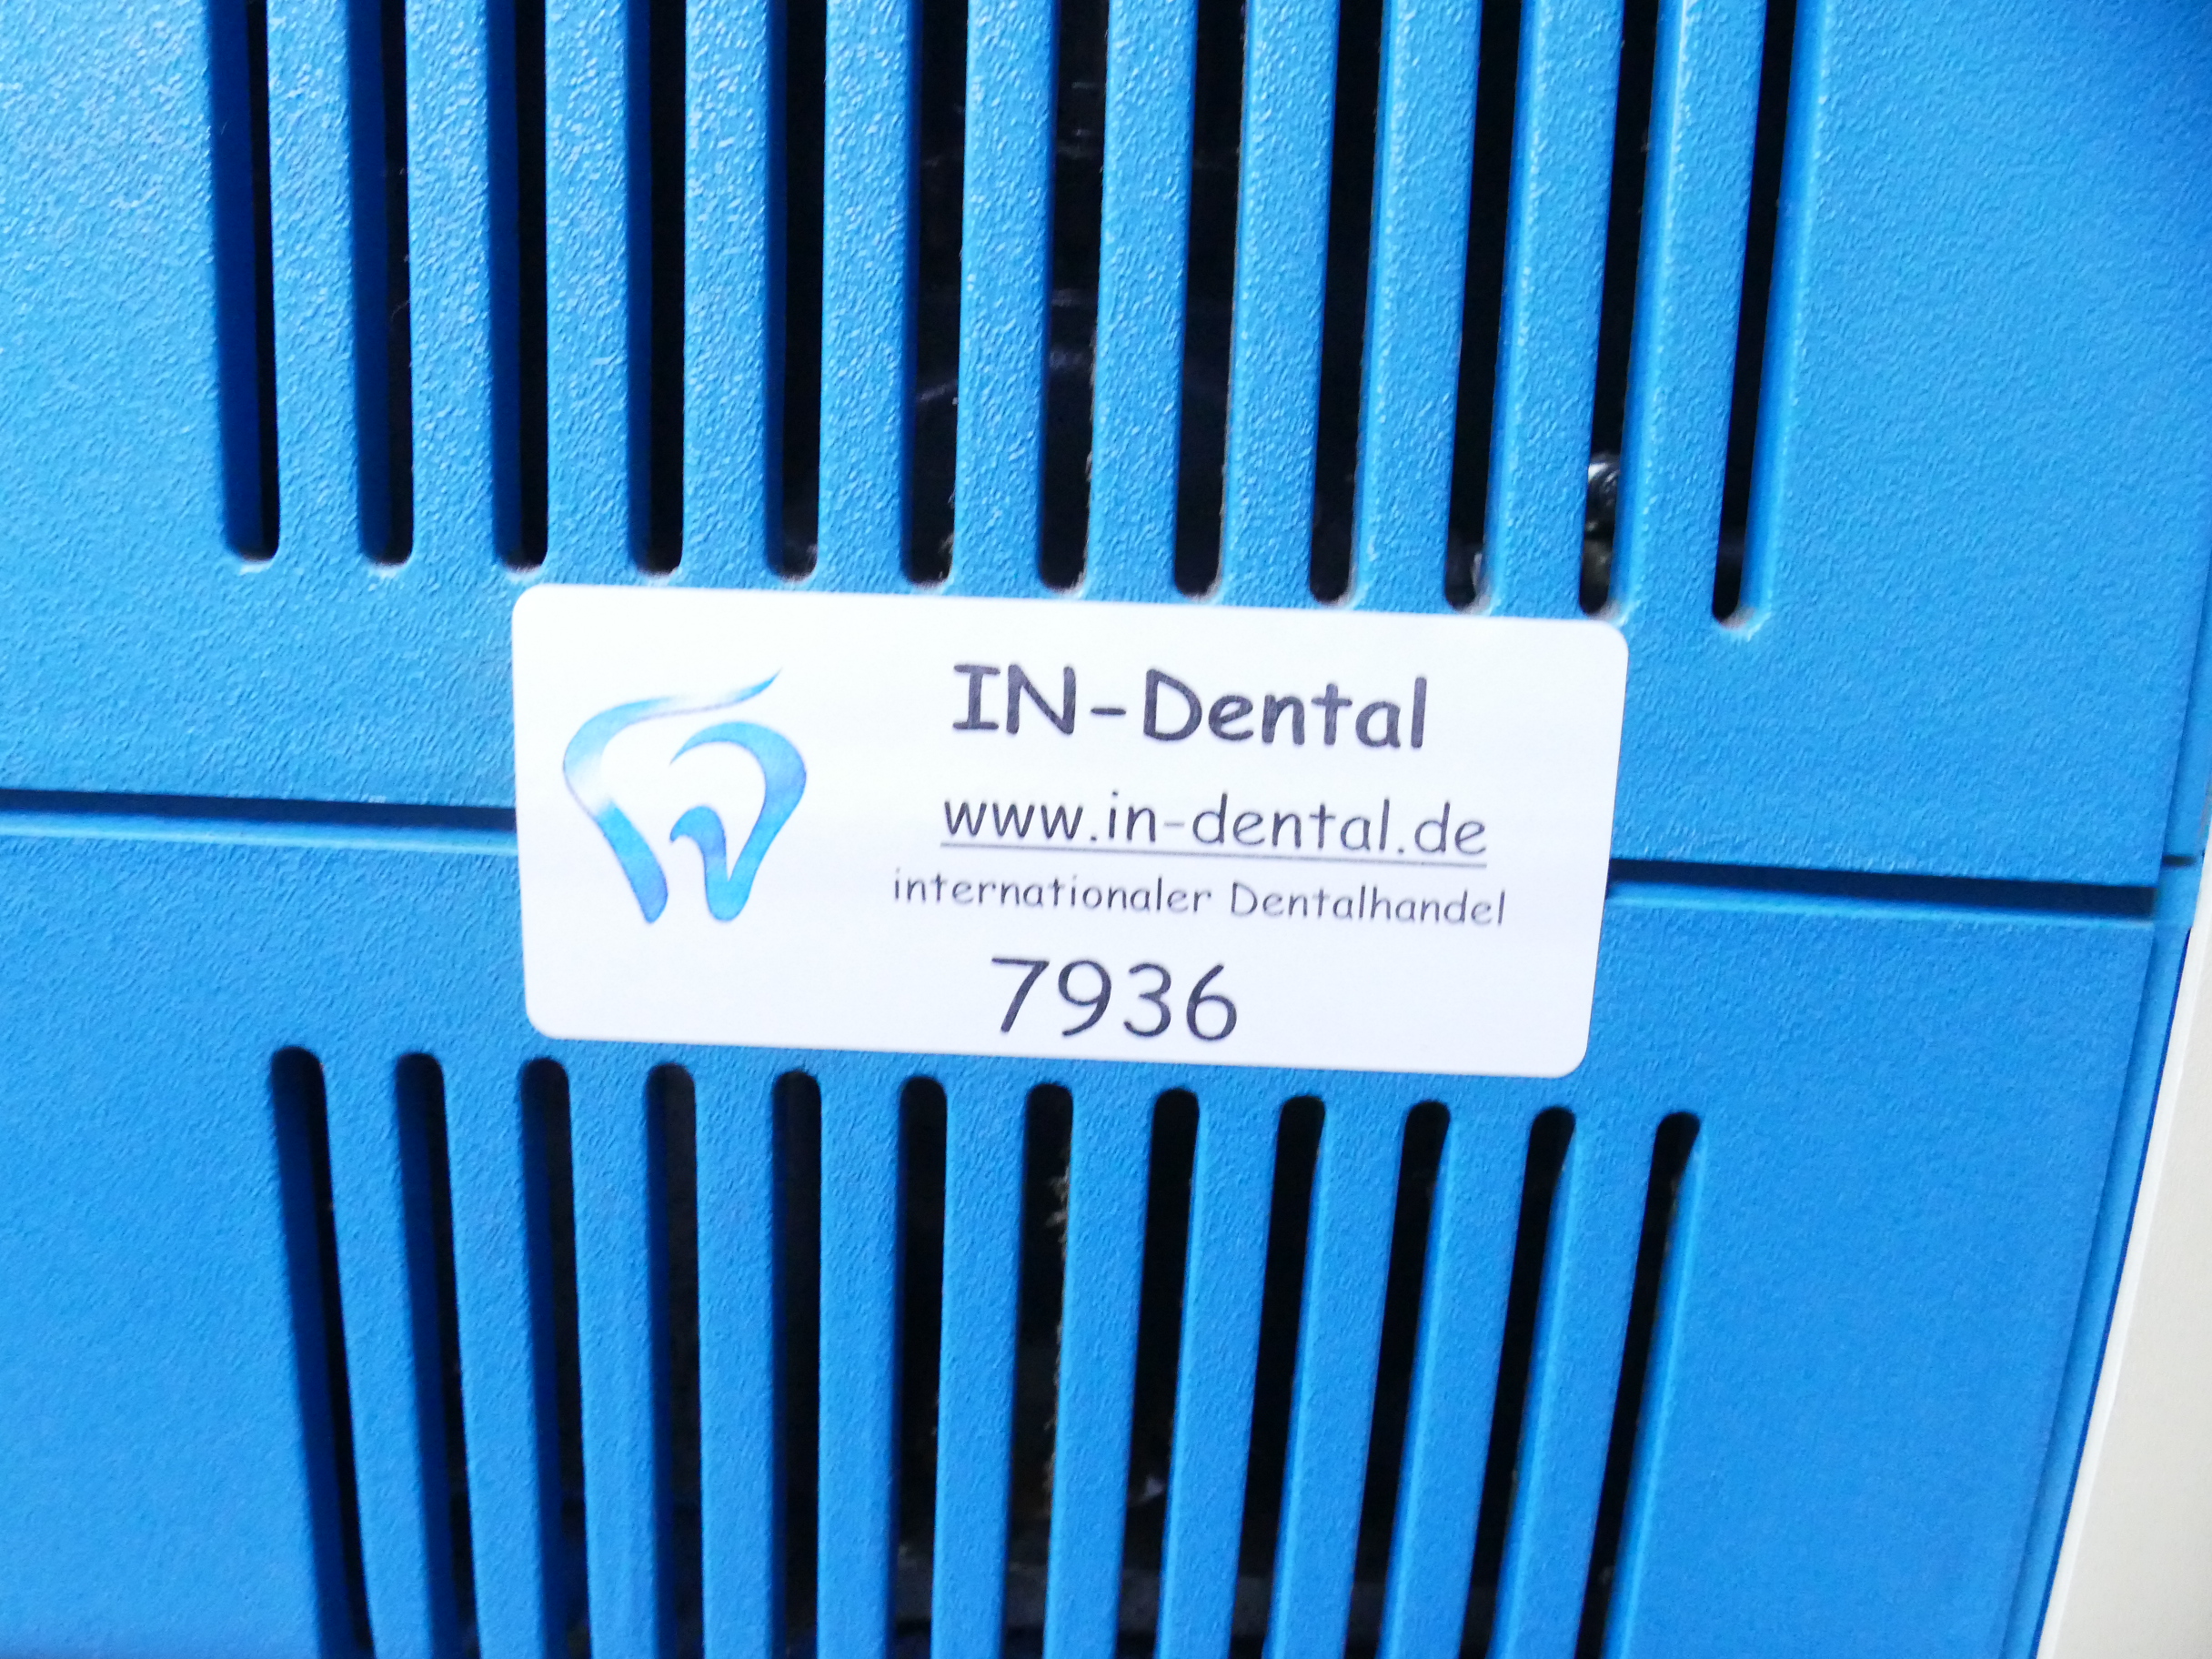 IN-Dental
www.in-dental.de
internationaler Dentalhandel
7936